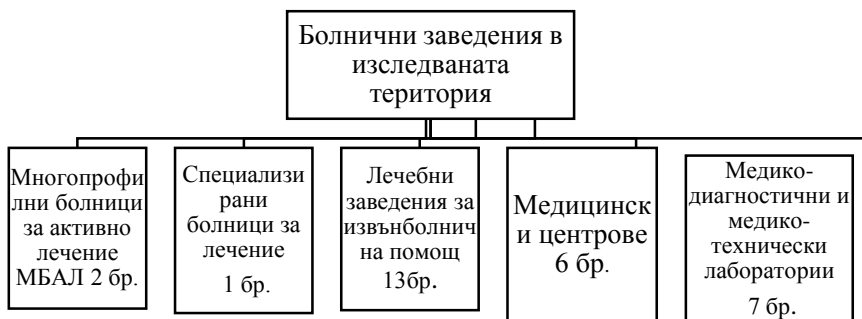 Болнични заведения в
изследваната
територия
Многопрофи
лни болници
за активно
лечение
МБАЛ 2 бр.
Специализи
рани
болници за
лечение
1 бр.
Лечебни
заведения за
извънболнич
на помощ
13бр.
Медицинск
и центрове
6 бр.
Медико-
диагностични и
медико-
технически
лаборатории
7 бр.